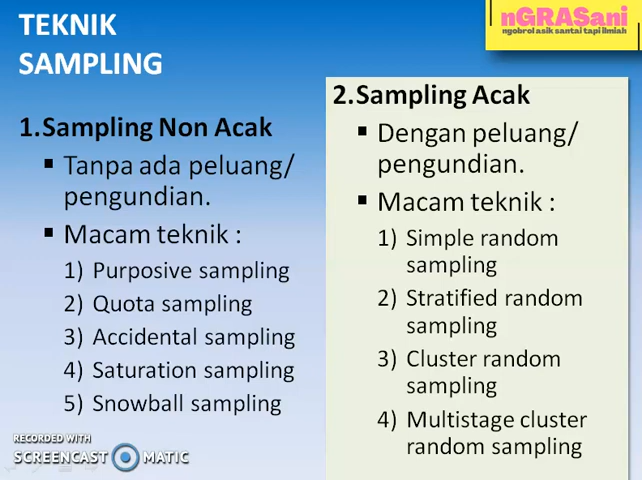 TEKNIK
SAMPLING
nGRASani
ngobrol asik santai tapi ilmiah
1.Sampling Non Acak
▪ Tanpa ada peluang/
pengundian.
▪ Macam teknik :
1) Purposive sampling
2) Quota sampling
3) Accidental sampling
4) Saturation sampling
5) Snowball sampling
2.Sampling Acak
▪ Dengan peluang/
pengundian.
▪ Macam teknik :
1) Simple random
sampling
2) Stratified random
sampling
3) Cluster random
sampling
4) Multistage cluster
random sampling
RECORDED WITH
SCREENCAST MATIC